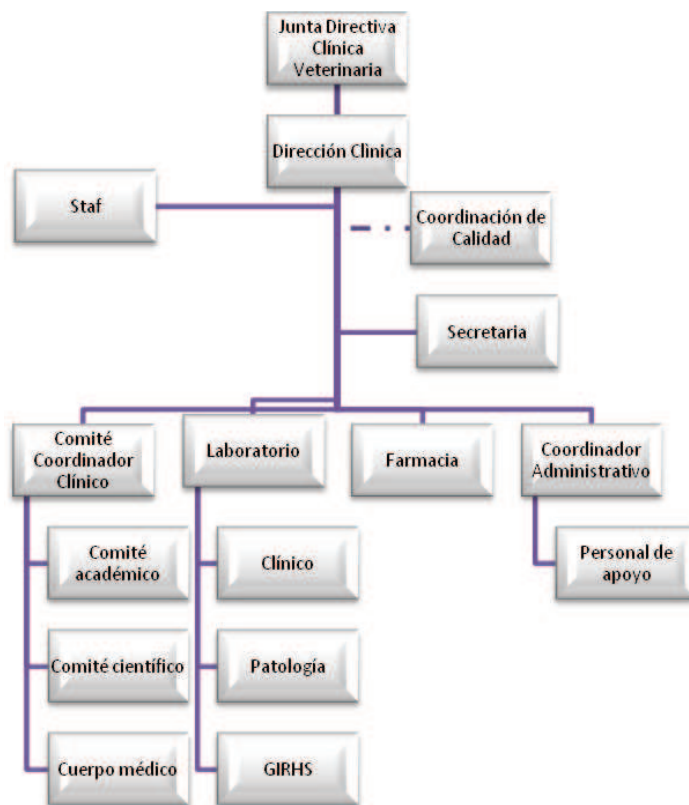 Junta Directiva
Clínica
Veterinaria
Dirección Clìnica
Staf
Coordinación de
Calidad
Secretaria
Comité
Coordinador
Clínico
Laboratorio
Farmacia
Coordinador
Administrativo
Comité
académico
Clínico
Personal de
apoyo
Comité científico
Patología
Cuerpo médico
GIRHS